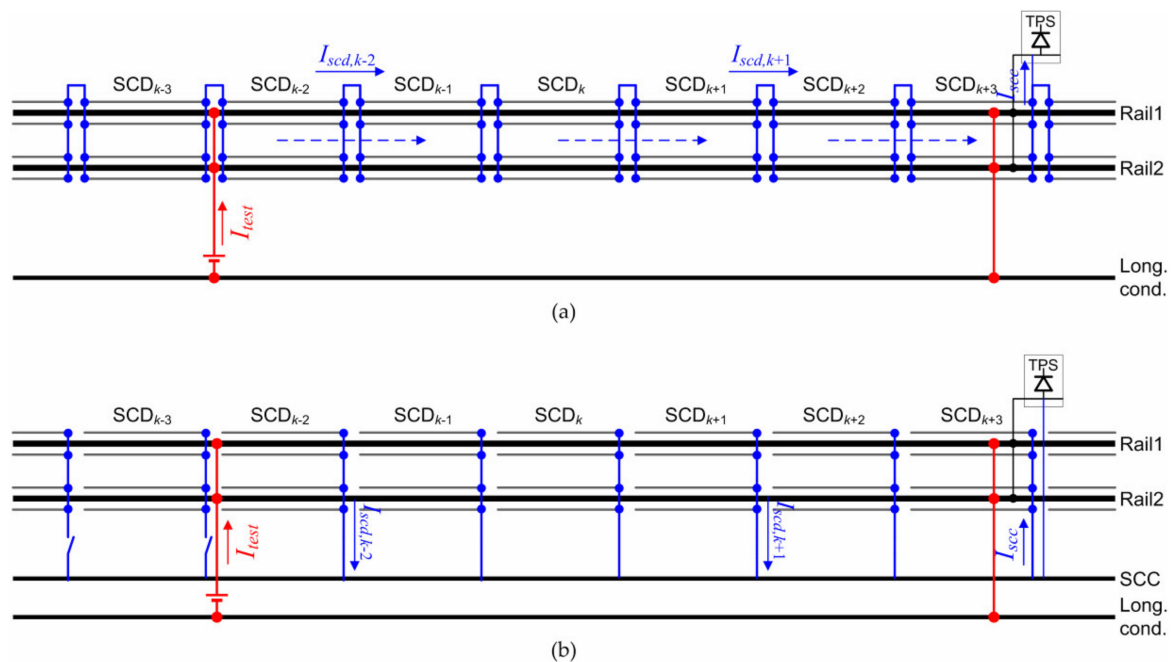 TPS
I_scd,k-2
I_scd,k+1
I_scc
SCD_k-3 SCD_k-2 SCD_k-1 SCD_k SCD_k+1 SCD_k+2 SCD_k+3
Rail1
Rail2
I_test
Long.
cond.
(a)
TPS
SCD_k-3 SCD_k-2 SCD_k-1 SCD_k SCD_k+1 SCD_k+2 SCD_k+3
Rail1
Rail2
I_test
I_scd,k-2
I_scd,k+1
I_scc
SCC
Long.
cond.
(b)